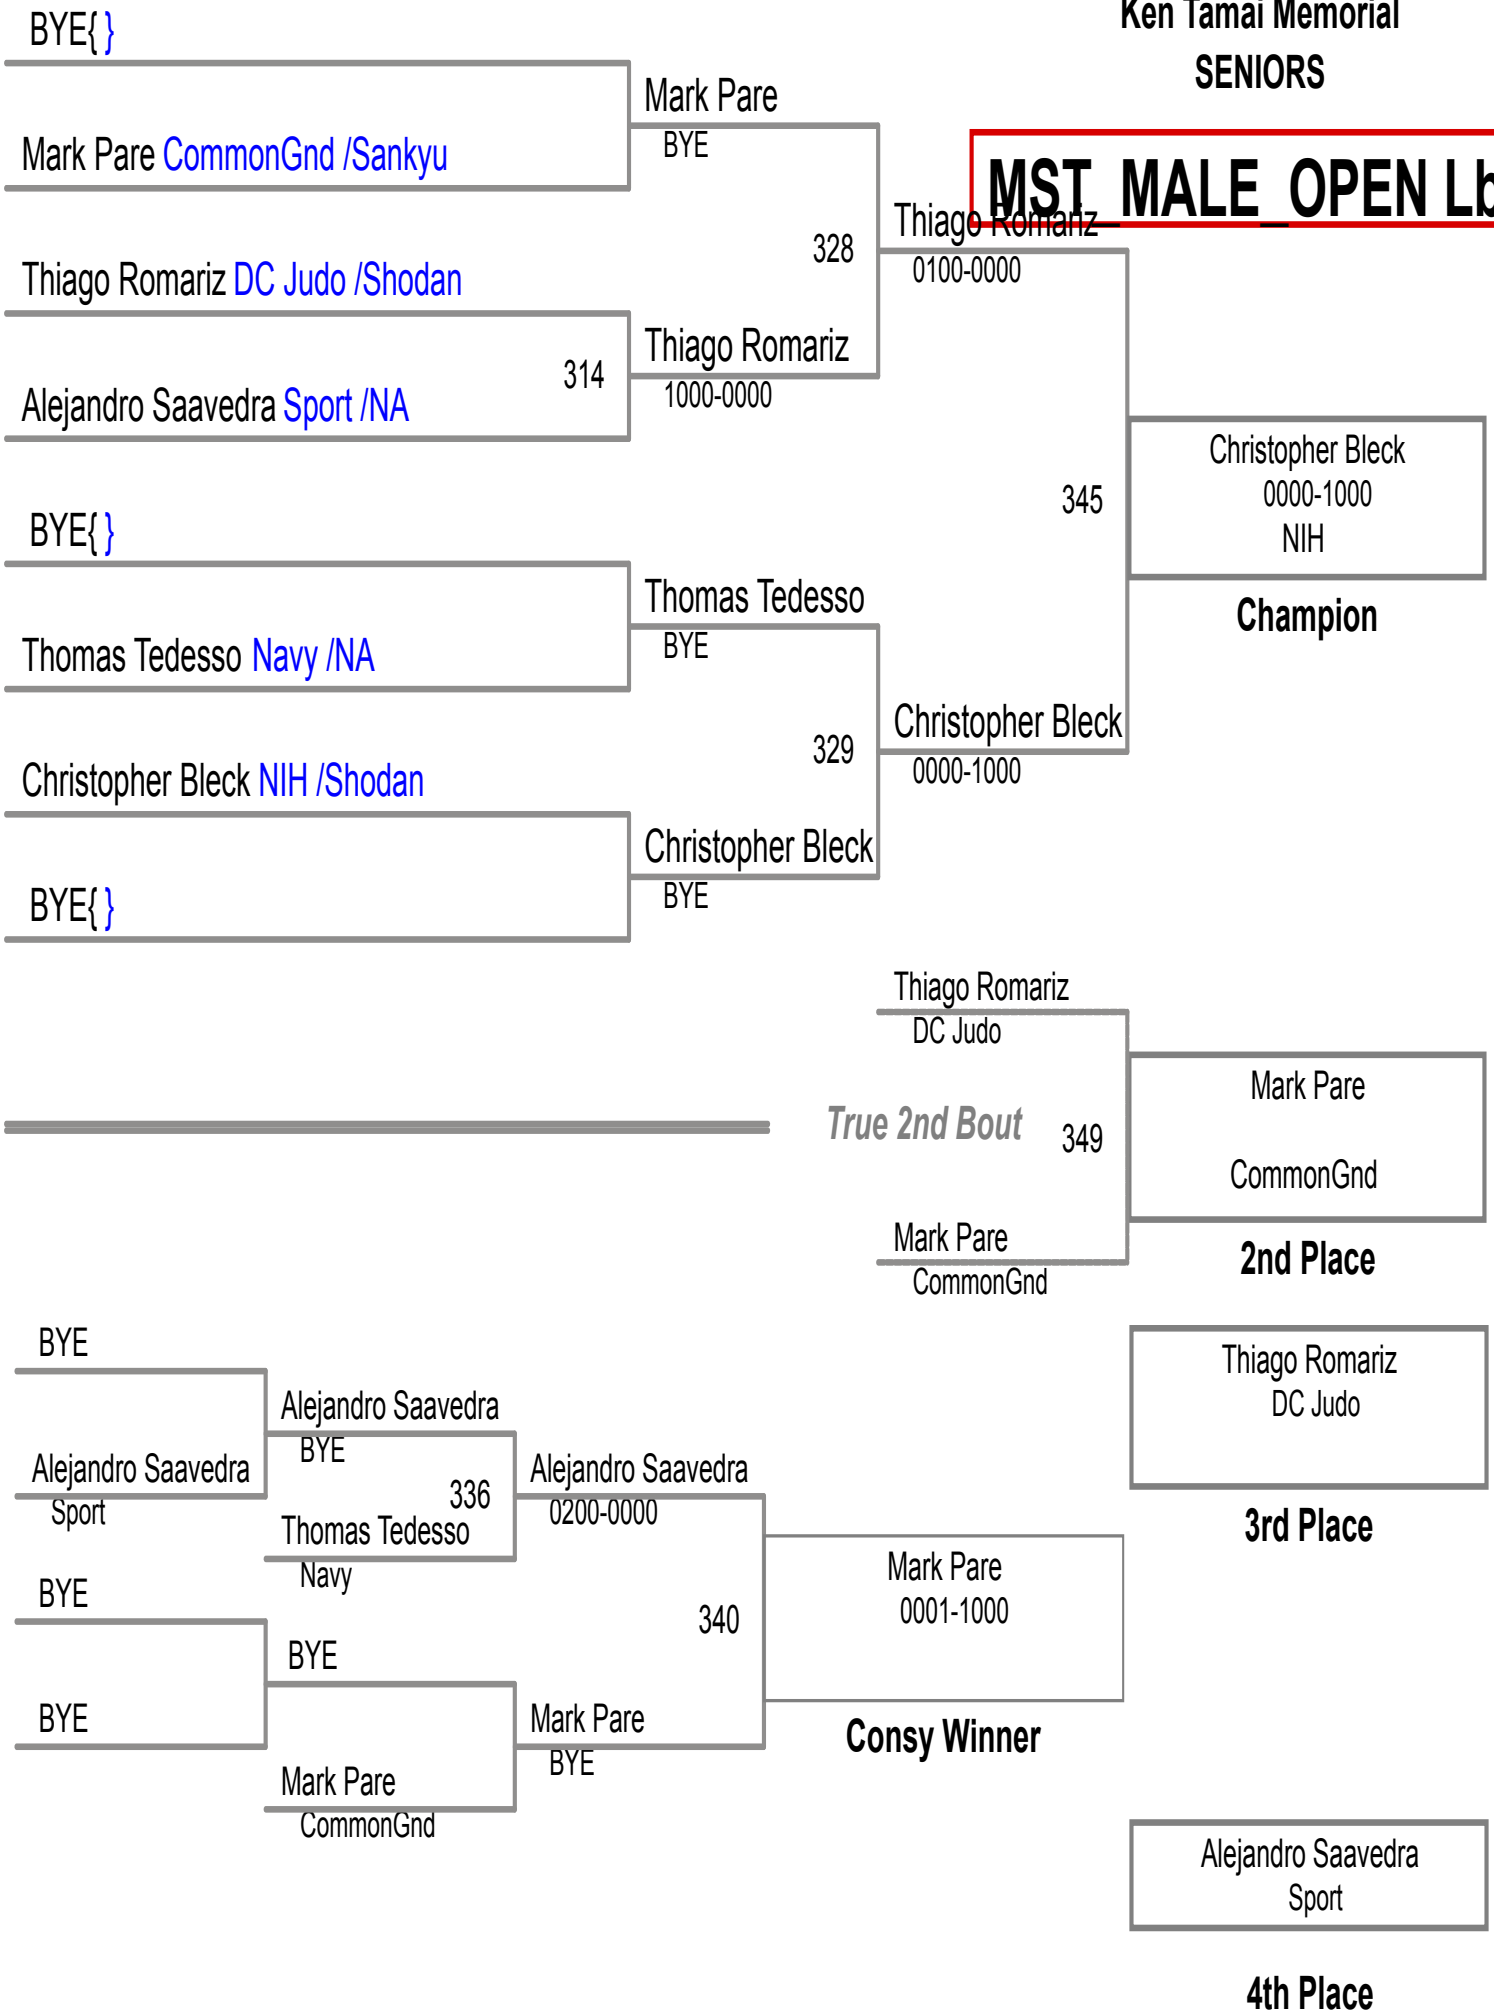 Ken Tamai Memorial
SENIORS
MST_MALE_OPEN Lb
BYE{ }
Mark Pare CommonGnd /Sankyu
Thiago Romariz DC Judo /Shodan
314
Alejandro Saavedra Sport /NA
BYE{ }
Thomas Tedesso Navy /NA
Christopher Bleck NIH /Shodan
BYE{ }
Mark Pare
BYE
328
Thiago Romariz
1000-0000
Thomas Tedesso
BYE
329
Christopher Bleck
BYE
Thiago Romariz
0100-0000
345
Christopher Bleck
0000-1000
Christopher Bleck
0000-1000
NIH
Champion
Thiago Romariz
DC Judo
True 2nd Bout
349
Mark Pare
CommonGnd
Mark Pare
CommonGnd
2nd Place
BYE
Alejandro Saavedra
Sport
BYE
BYE
Alejandro Saavedra
BYE
336
Thomas Tedesso
Navy
BYE
Mark Pare
CommonGnd
Alejandro Saavedra
0200-0000
340
Mark Pare
BYE
Mark Pare
0001-1000
Consy Winner
Thiago Romariz
DC Judo
3rd Place
Alejandro Saavedra
Sport
4th Place